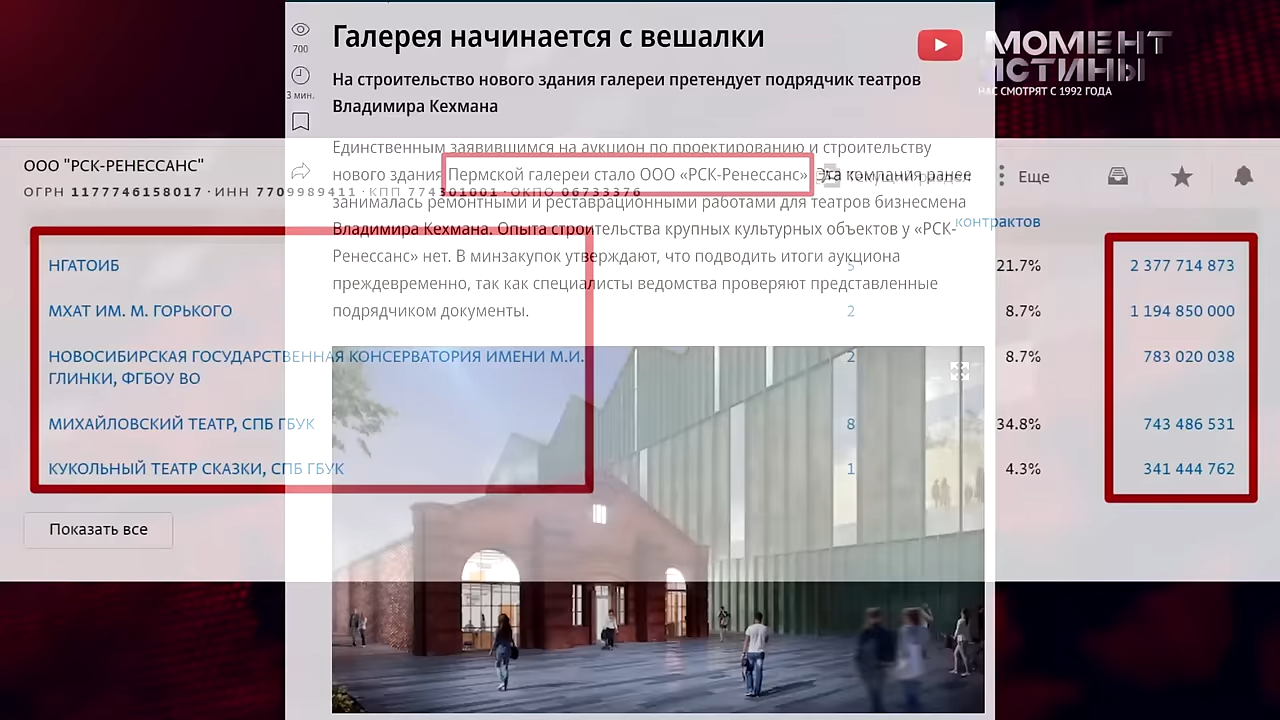 Галерея начинается с вешалки
700
На строительство нового здания галереи претендует подрядчик театров
3 мин.
Владимира Кехмана
МОМЕНТ
ИСТИНЫ
НАС СМОТРЯТ С 1992 ГОДА
Единственным заявившимся на аукцион по проектированию и строительству
нового здания Пермской галереи стало ООО «РСК-Ренессанс». Эта компания ранее
занималась ремонтными и реставрационными работами для театров бизнесмена
Владимира Кехмана. Опыта строительства крупных культурных объектов у «РСК-
Ренессанс» нет. В минзакупок утверждают, что подводить итоги аукциона
преждевременно, так как специалисты ведомства проверяют представленные
подрядчиком документы.
ООО "РСК-РЕНЕССАНС"
ОГРН 1177746158017 · ИНН 7709989411 · КПП 774301001 · ОКПО 06733376
Еще
контрактов
НГАТОИБ 5 21.7% 2 377 714 873
МХАТ ИМ. М. ГОРЬКОГО 2 8.7% 1 194 850 000
НОВОСИБИРСКАЯ ГОСУДАРСТВЕННАЯ КОНСЕРВАТОРИЯ ИМЕНИ М.И. 2 8.7% 783 020 038
ГЛИНКИ, ФГБОУ ВО
МИХАЙЛОВСКИЙ ТЕАТР, СПБ ГБУК 8 34.8% 743 486 531
КУКОЛЬНЫЙ ТЕАТР СКАЗКИ, СПБ ГБУК 1 4.3% 341 444 762
Показать все